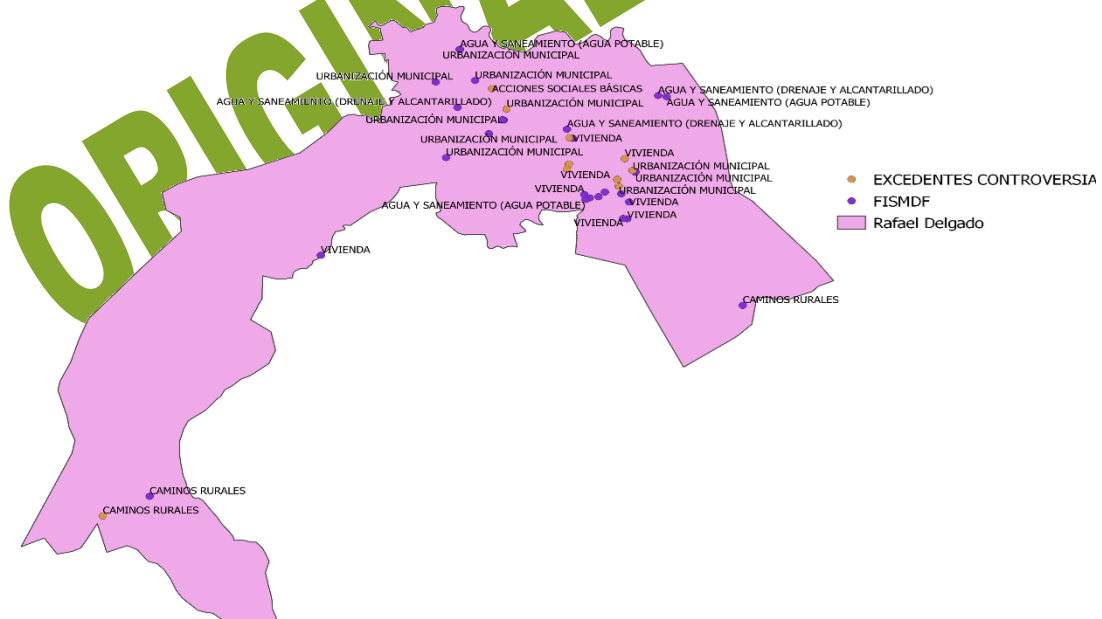 ORIGINAL
AGUA Y SANEAMIENTO (AGUA POTABLE)
URBANIZACIÓN MUNICIPAL
URBANIZACIÓN MUNICIPAL
URBANIZACIÓN MUNICIPAL
ACCIONES SOCIALES BÁSICAS
AGUA Y SANEAMIENTO (DRENAJE Y ALCANTARILLADO)
AGUA Y SANEAMIENTO (DRENAJE Y ALCANTARILLADO)
URBANIZACIÓN MUNICIPAL
AGUA Y SANEAMIENTO (AGUA POTABLE)
URBANIZACIÓN MUNICIPAL
AGUA Y SANEAMIENTO (DRENAJE Y ALCANTARILLADO)
URBANIZACIÓN MUNICIPAL
VIVIENDA
URBANIZACIÓN MUNICIPAL
VIVIENDA
URBANIZACIÓN MUNICIPAL
VIVIENDA
URBANIZACIÓN MUNICIPAL
VIVIENDA
URBANIZACIÓN MUNICIPAL
AGUA Y SANEAMIENTO (AGUA POTABLE
VIVIENDA
VIVIENDA
VIVIENDA
VIVIENDA
CAMINOS RURALES
CAMINOS RURALES
CAMINOS RURALES
EXCEDENTES CONTROVERSIA
FISMDF
Rafael Delgado